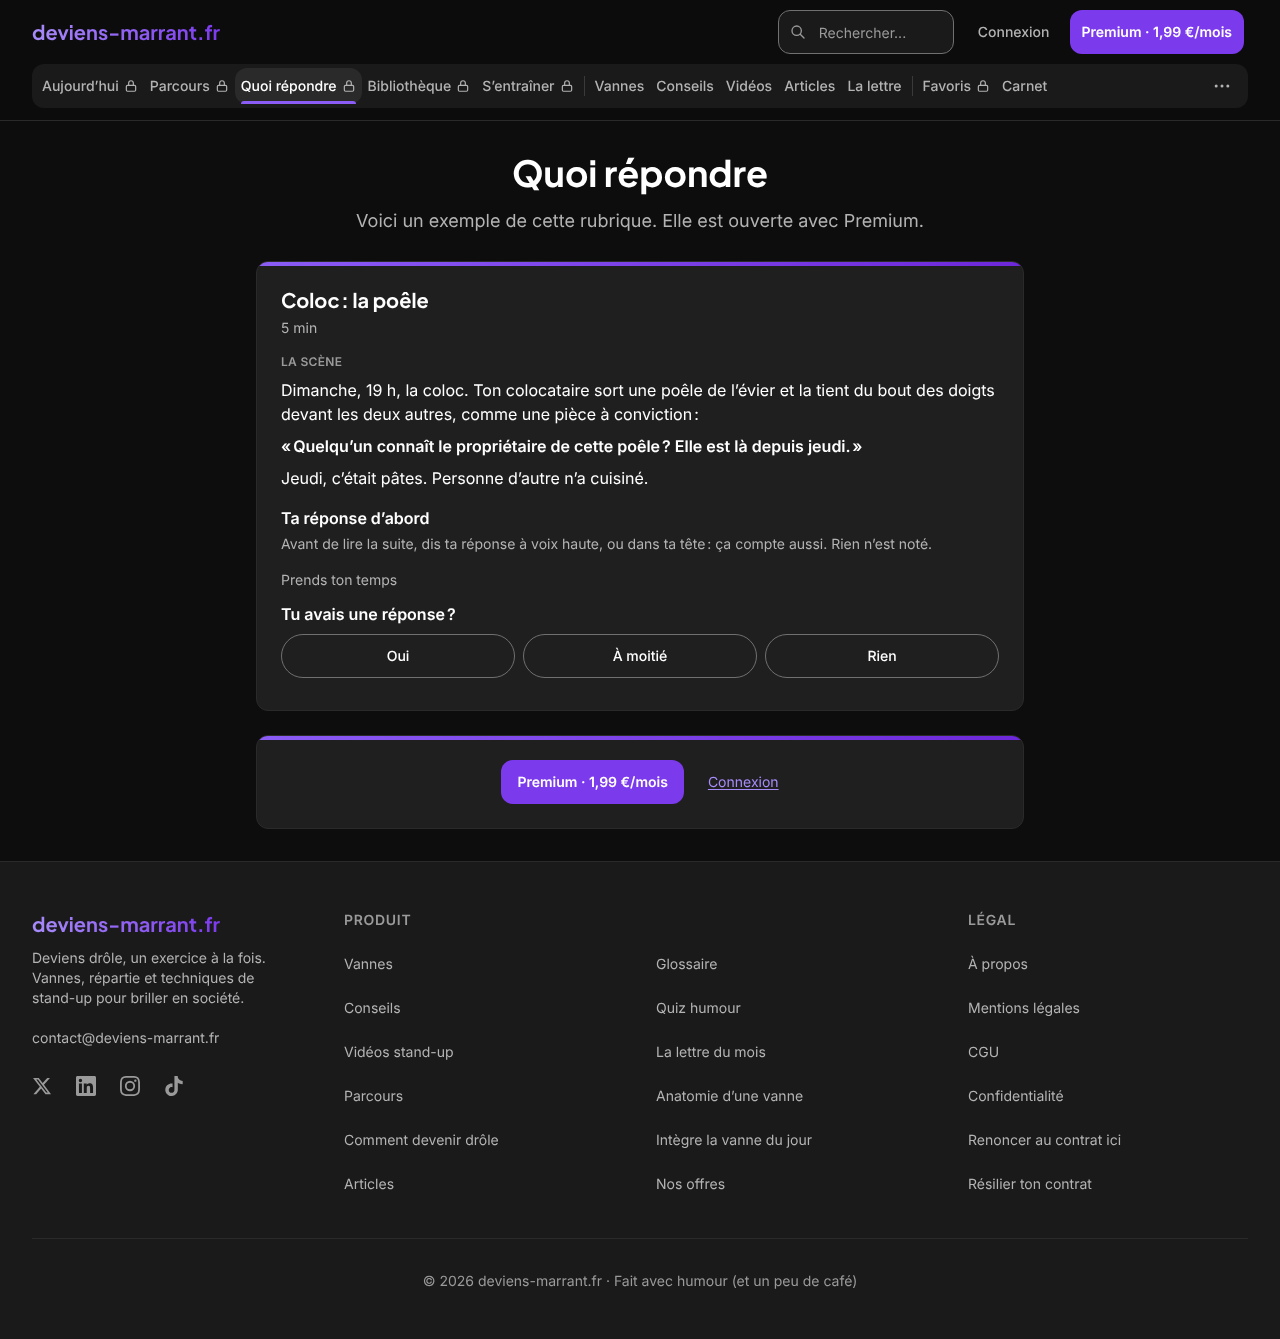 deviens-marrant.fr
Rechercher...
Connexion
Premium · 1,99 €/mois
Aujourd’hui
Parcours
Quoi répondre
Bibliothèque
S’entraîner
Vannes
Conseils
Vidéos
Articles
La lettre
Favoris
Carnet
Quoi répondre
Voici un exemple de cette rubrique. Elle est ouverte avec Premium.
Coloc : la poêle
5 min
LA SCÈNE
Dimanche, 19 h, la coloc. Ton colocataire sort une poêle de l’évier et la tient du bout des doigts
devant les deux autres, comme une pièce à conviction :
« Quelqu’un connaît le propriétaire de cette poêle ? Elle est là depuis jeudi. »
Jeudi, c’était pâtes. Personne d’autre n’a cuisiné.
Ta réponse d’abord
Avant de lire la suite, dis ta réponse à voix haute, ou dans ta tête : ça compte aussi. Rien n’est noté.
Prends ton temps
Tu avais une réponse ?
Oui
À moitié
Rien
Premium · 1,99 €/mois
Connexion
deviens-marrant.fr
Deviens drôle, un exercice à la fois.
Vannes, répartie et techniques de
stand-up pour briller en société.
contact@deviens-marrant.fr
PRODUIT
Vannes
Conseils
Vidéos stand-up
Parcours
Comment devenir drôle
Articles
Glossaire
Quiz humour
La lettre du mois
Anatomie d’une vanne
Intègre la vanne du jour
Nos offres
LÉGAL
À propos
Mentions légales
CGU
Confidentialité
Renoncer au contrat ici
Résilier ton contrat
© 2026 deviens-marrant.fr · Fait avec humour (et un peu de café)